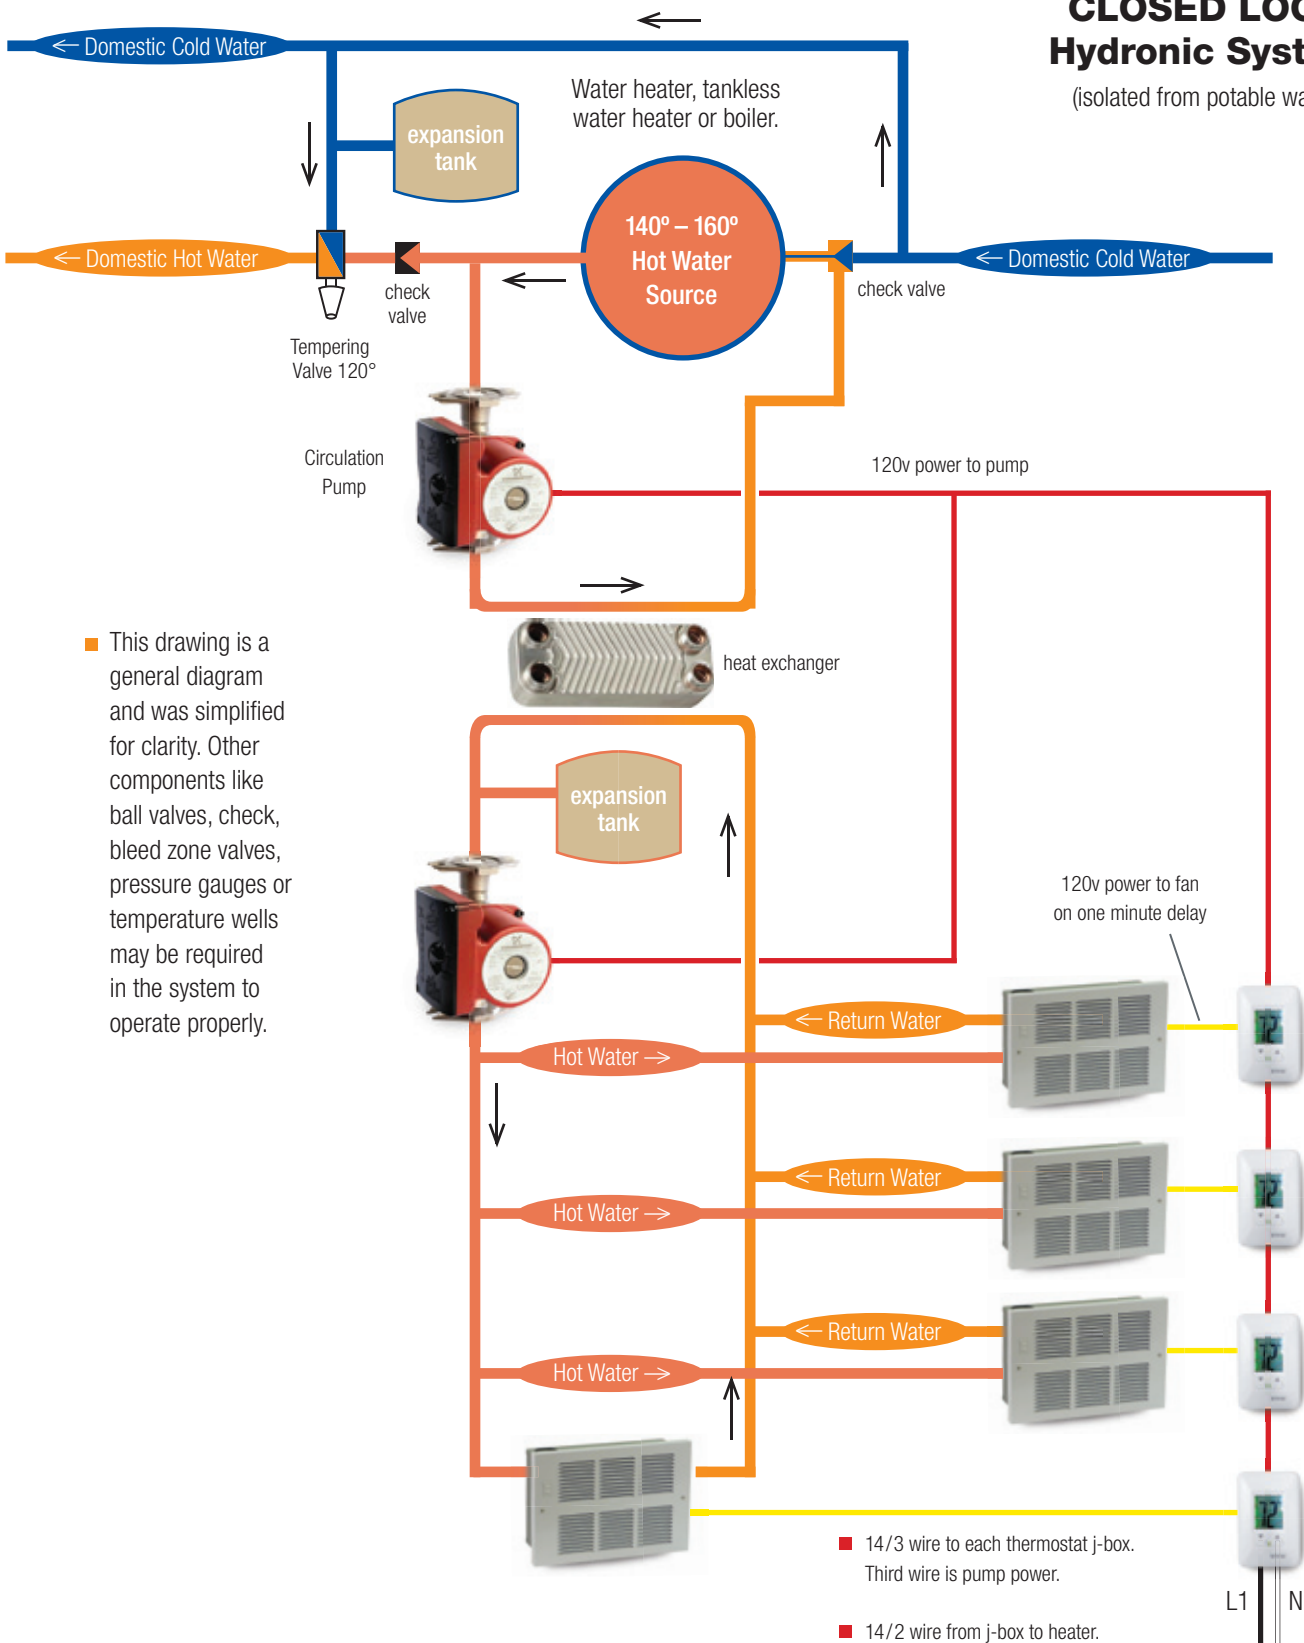 CLOSED LOO
Hydronic Syst
(isolated from potable wa
← Domestic Cold Water
Water heater, tankless
water heater or boiler.
expansion
tank
140º – 160º
Hot Water
Source
← Domestic Hot Water
← Domestic Cold Water
check
valve
check valve
Tempering
Valve 120°
Circulation
Pump
120v power to pump
This drawing is a
general diagram
and was simplified
for clarity. Other
components like
ball valves, check,
bleed zone valves,
pressure gauges or
temperature wells
may be required
in the system to
operate properly.
heat exchanger
expansion
tank
120v power to fan
on one minute delay
← Return Water
Hot Water →
72
← Return Water
Hot Water →
72
← Return Water
Hot Water →
72
72
14/3 wire to each thermostat j-box.
Third wire is pump power.
L1
N
14/2 wire from j-box to heater.